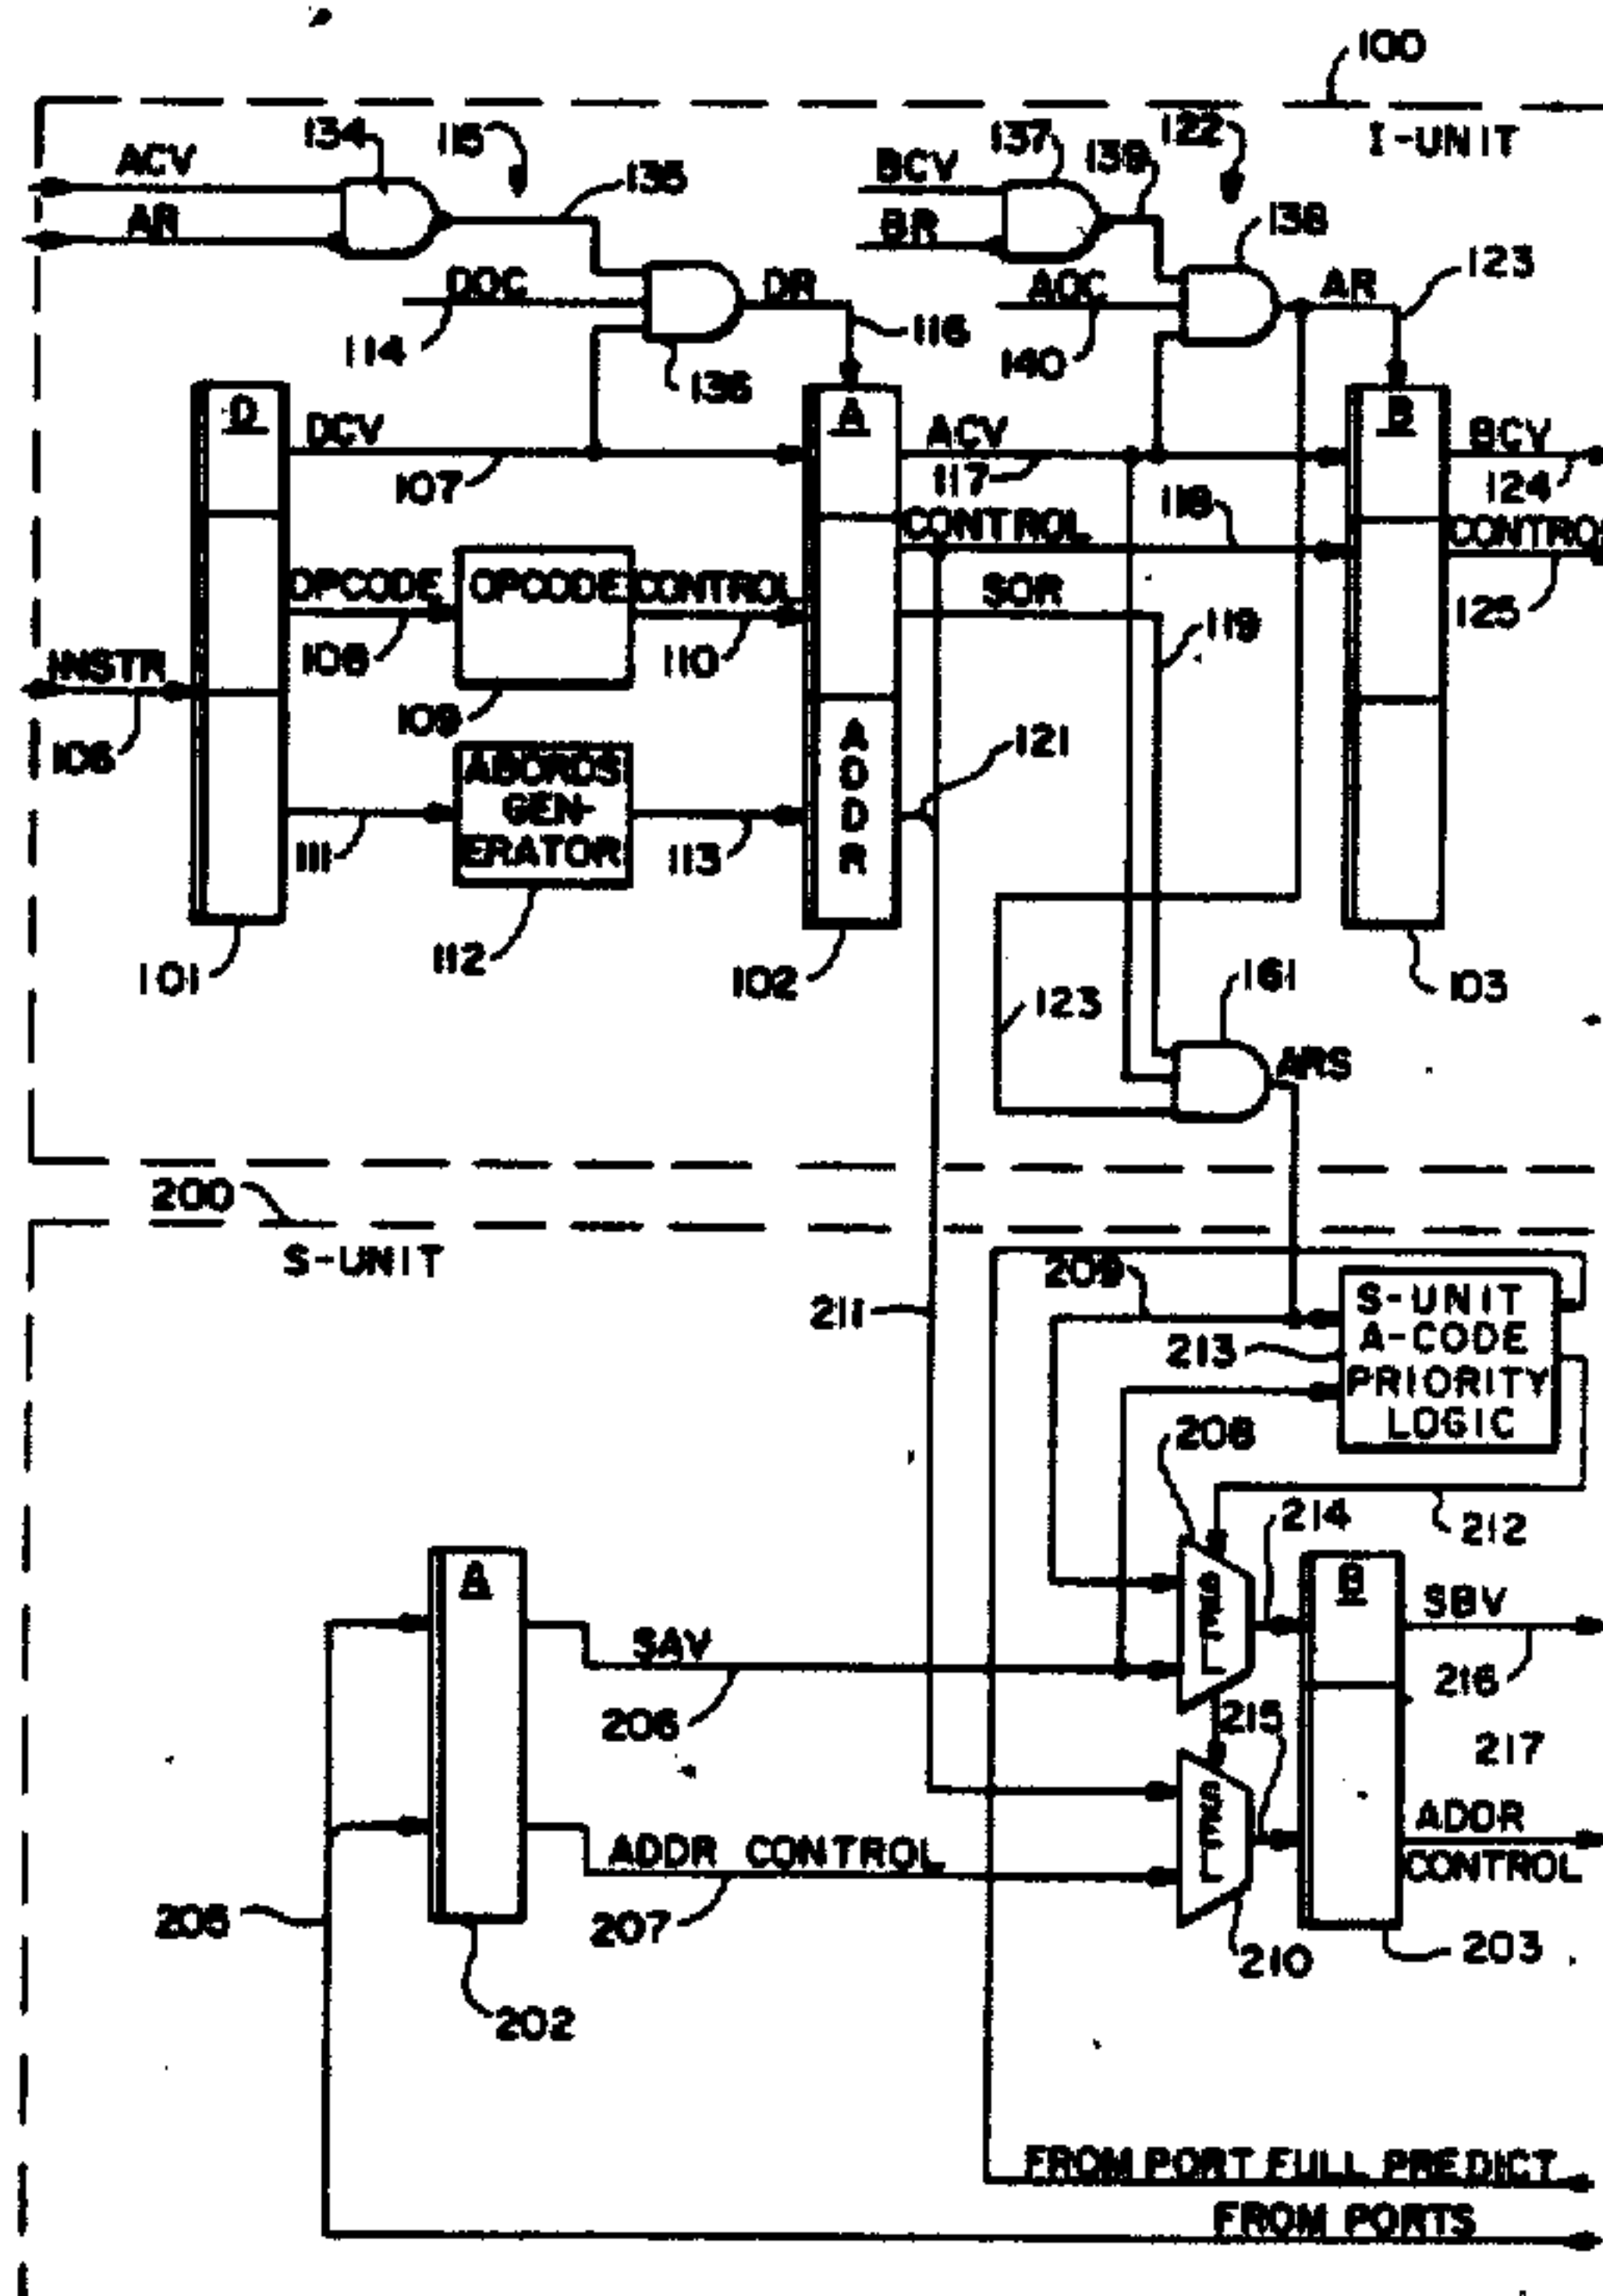 100
I-UNIT
134
115
137
139
122
ACV
135
BCV
AR
BR
138
DOC
DR
AOC
AR
123
114
136
116
140
D
A
B
DCV
ACV
BCV
107
117
124
CONTROL
118
CONTRO
OPCODE
OPCODE
CONTROL
SOR
119
125
108
110
INSTR
109
106
A
D
D
R
121
GEN-
ERATOR
111
113
112
101
102
103
123
161
ARS
200
S-UNIT
209
211
S-UNIT
A-CODE
PRIORITY
LOGIC
213
208
212
214
A
B
SBV
SAV
216
206
215
217
ADDR
CONTROL
ADDR CONTROL
205
207
210
203
202
FROM PORT FULL PREDICT
FROM PORTS